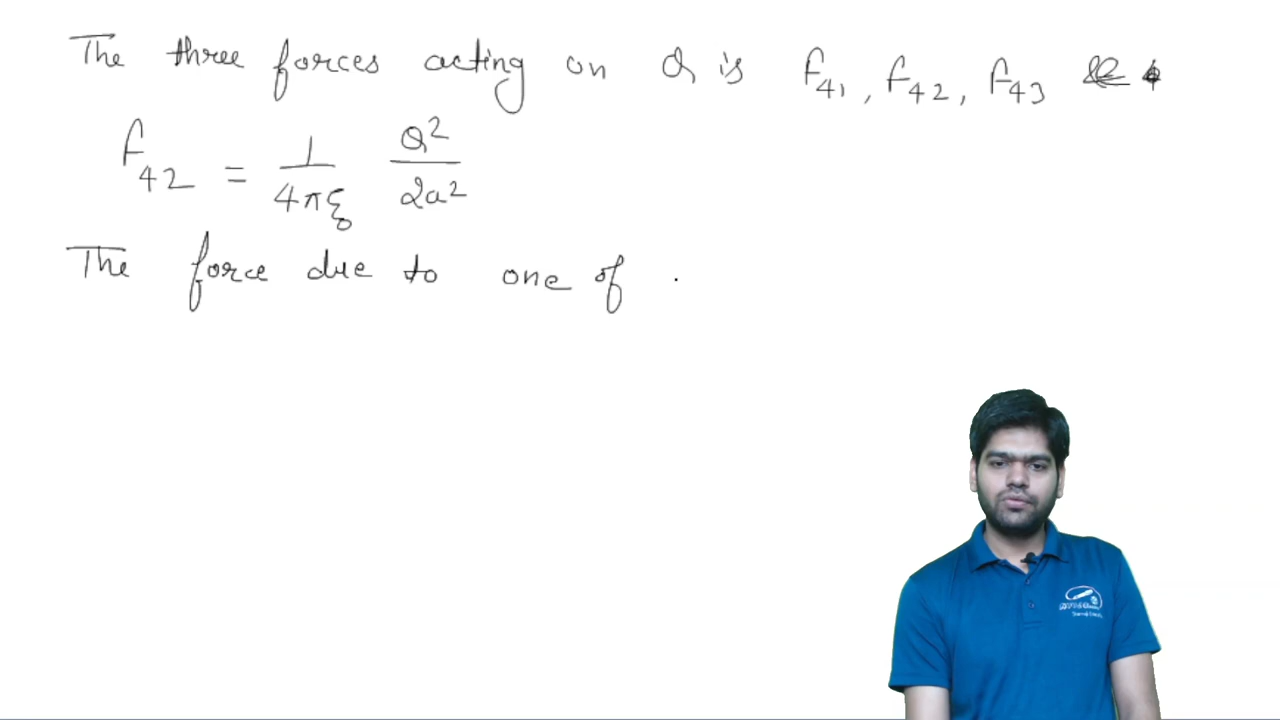 The three forces acting on Q is F41, F42, F43
F42 = 1/4πξ0 Q²/2a²
The force due to one of .